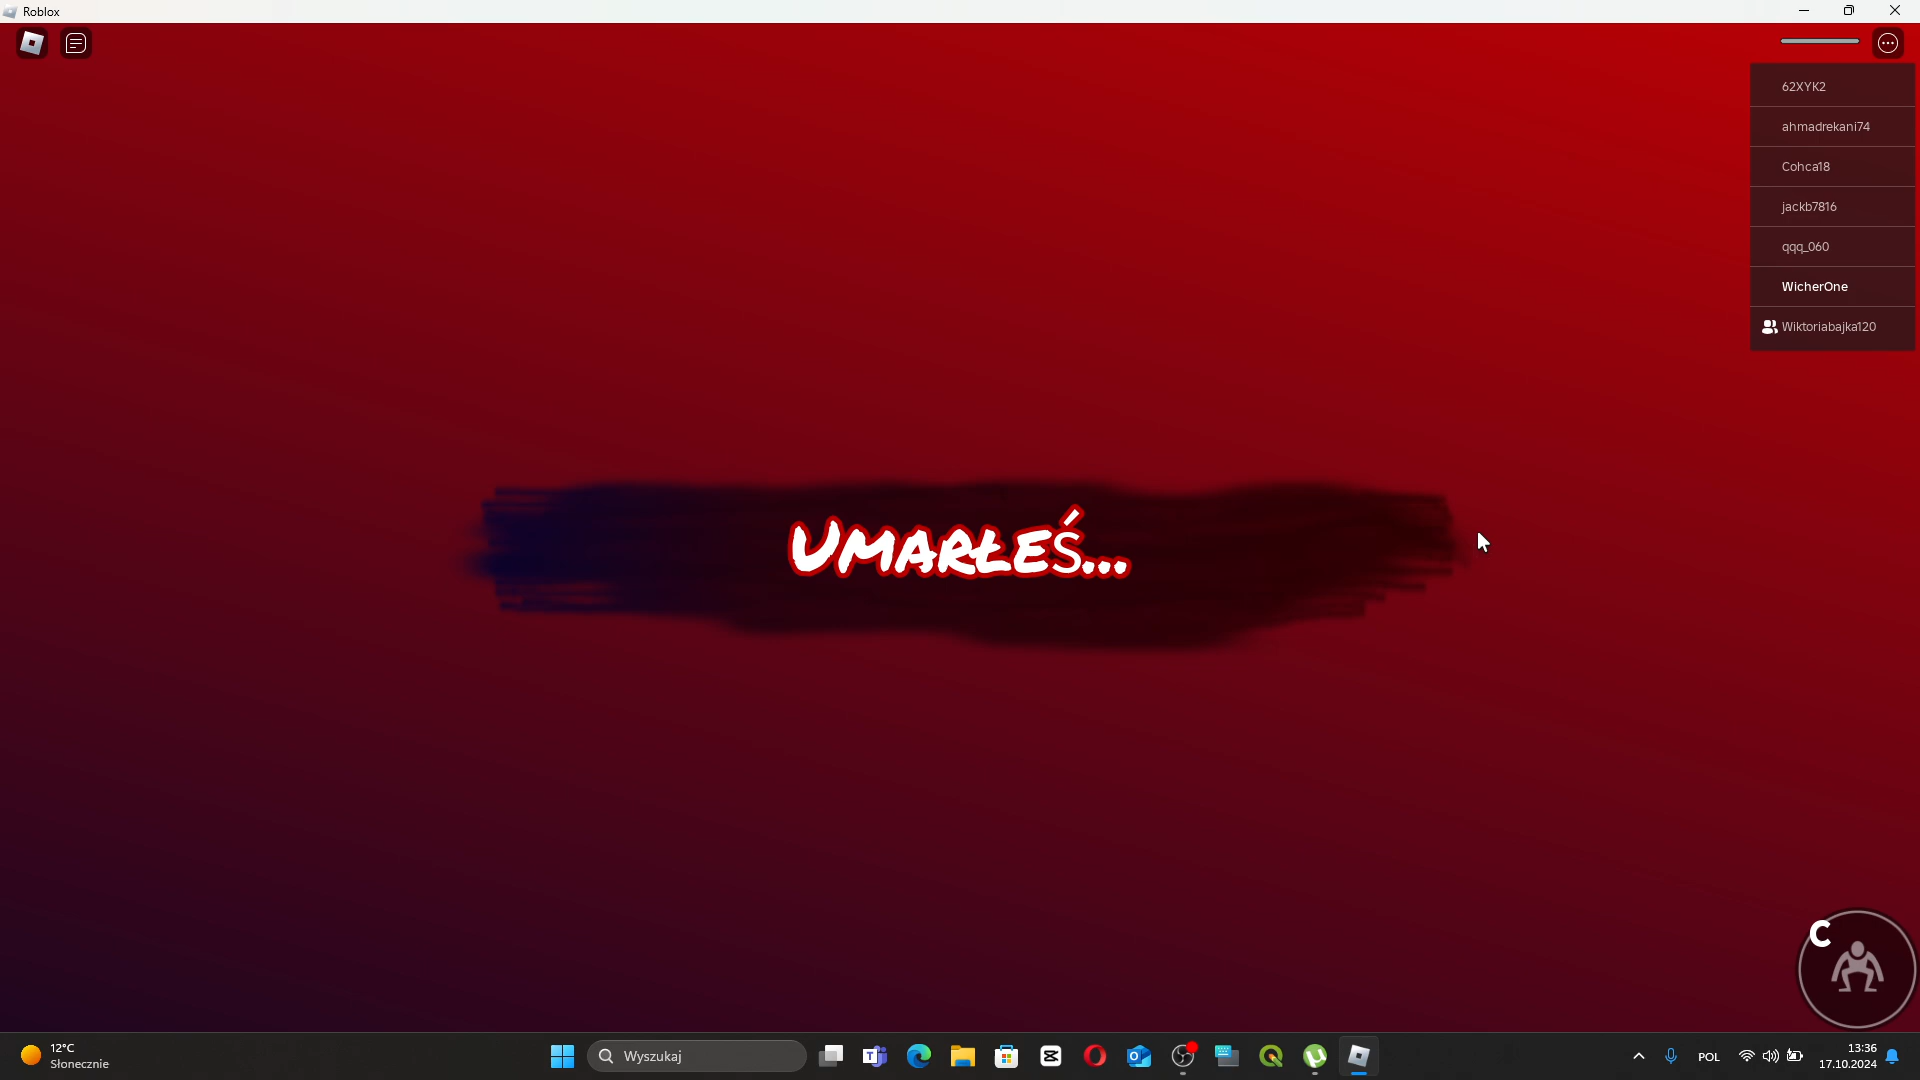 Roblox
62XYK2
ahmadrekani74
Cohca18
jackb7816
qqq_060
WicherOne
Wiktoriabajka120
Umarłeś...
C
12°C
Słonecznie
Wyszukaj
POL
13:36
17.10.2024